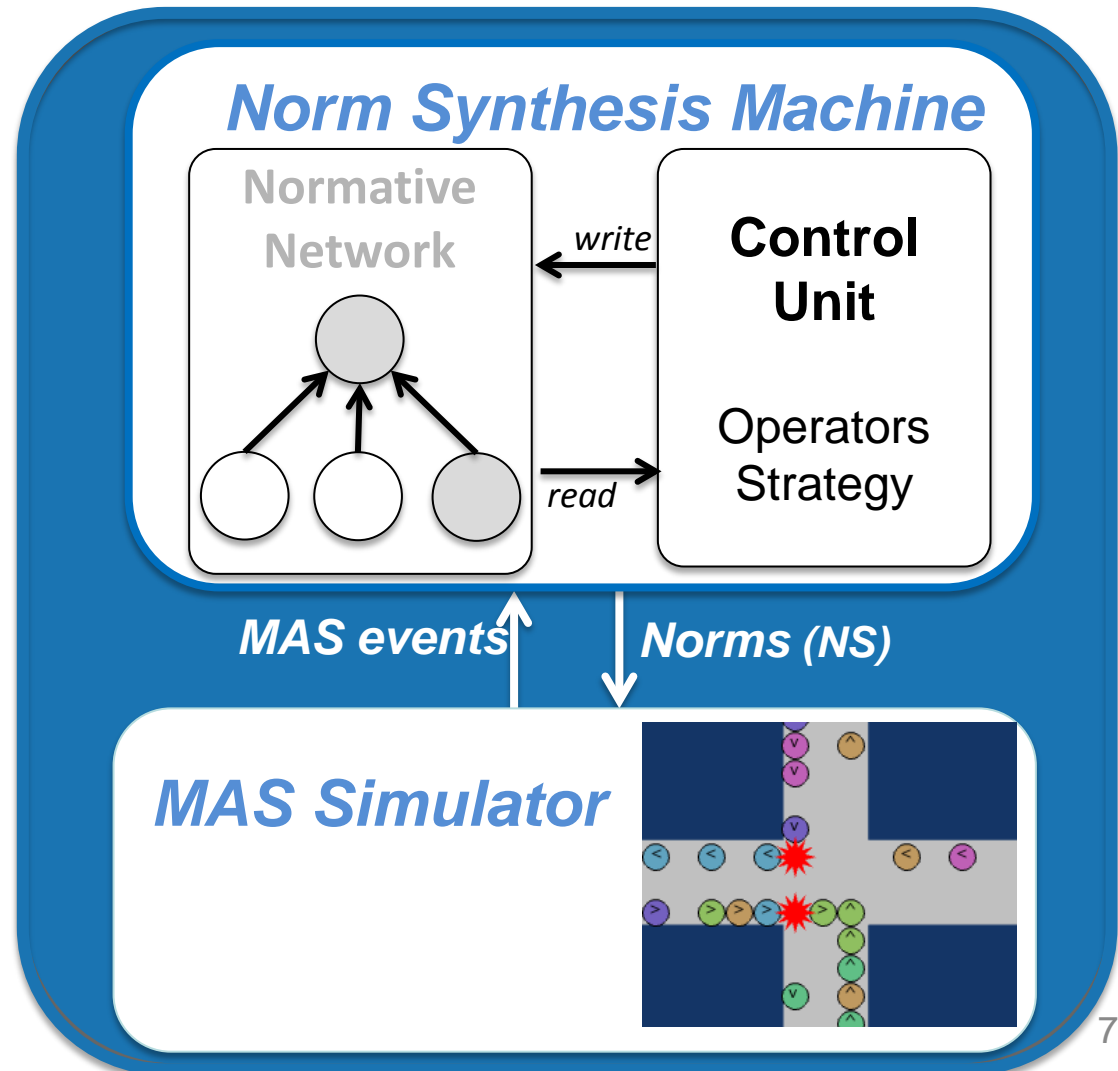 Norm Synthesis Machine
Normative
Network
write
Control
Unit
Operators
Strategy
read
MAS events
Norms (NS)
MAS Simulator
v
^
v
v
<
<
<
<
<
>
>
>
>
>
^
^
^
v
^
^
7